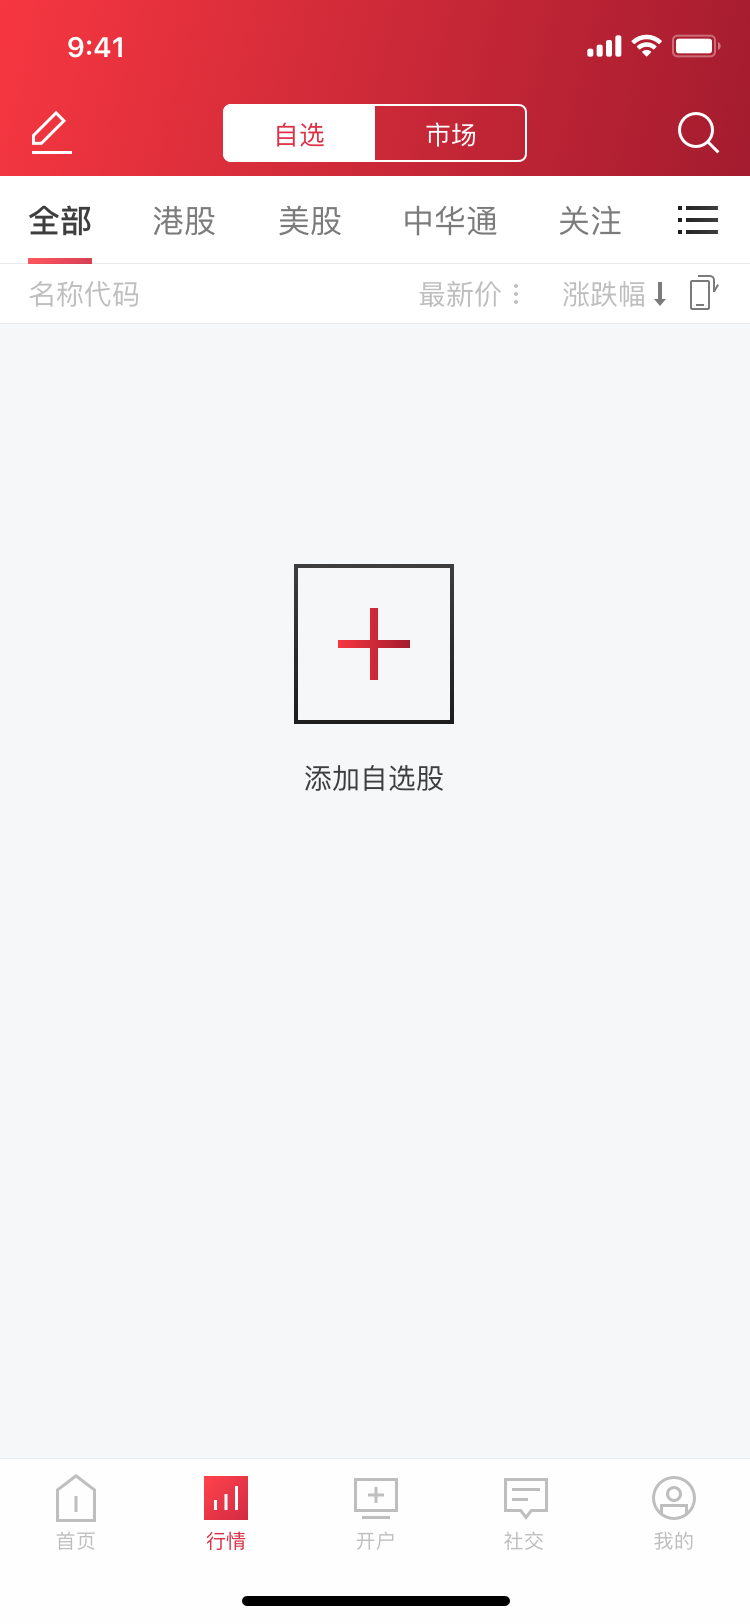 9:41
自选 市场
全部 港股 美股 中华通 关注
名称代码 最新价 涨跌幅
添加自选股
首页 行情 开户 社交 我的